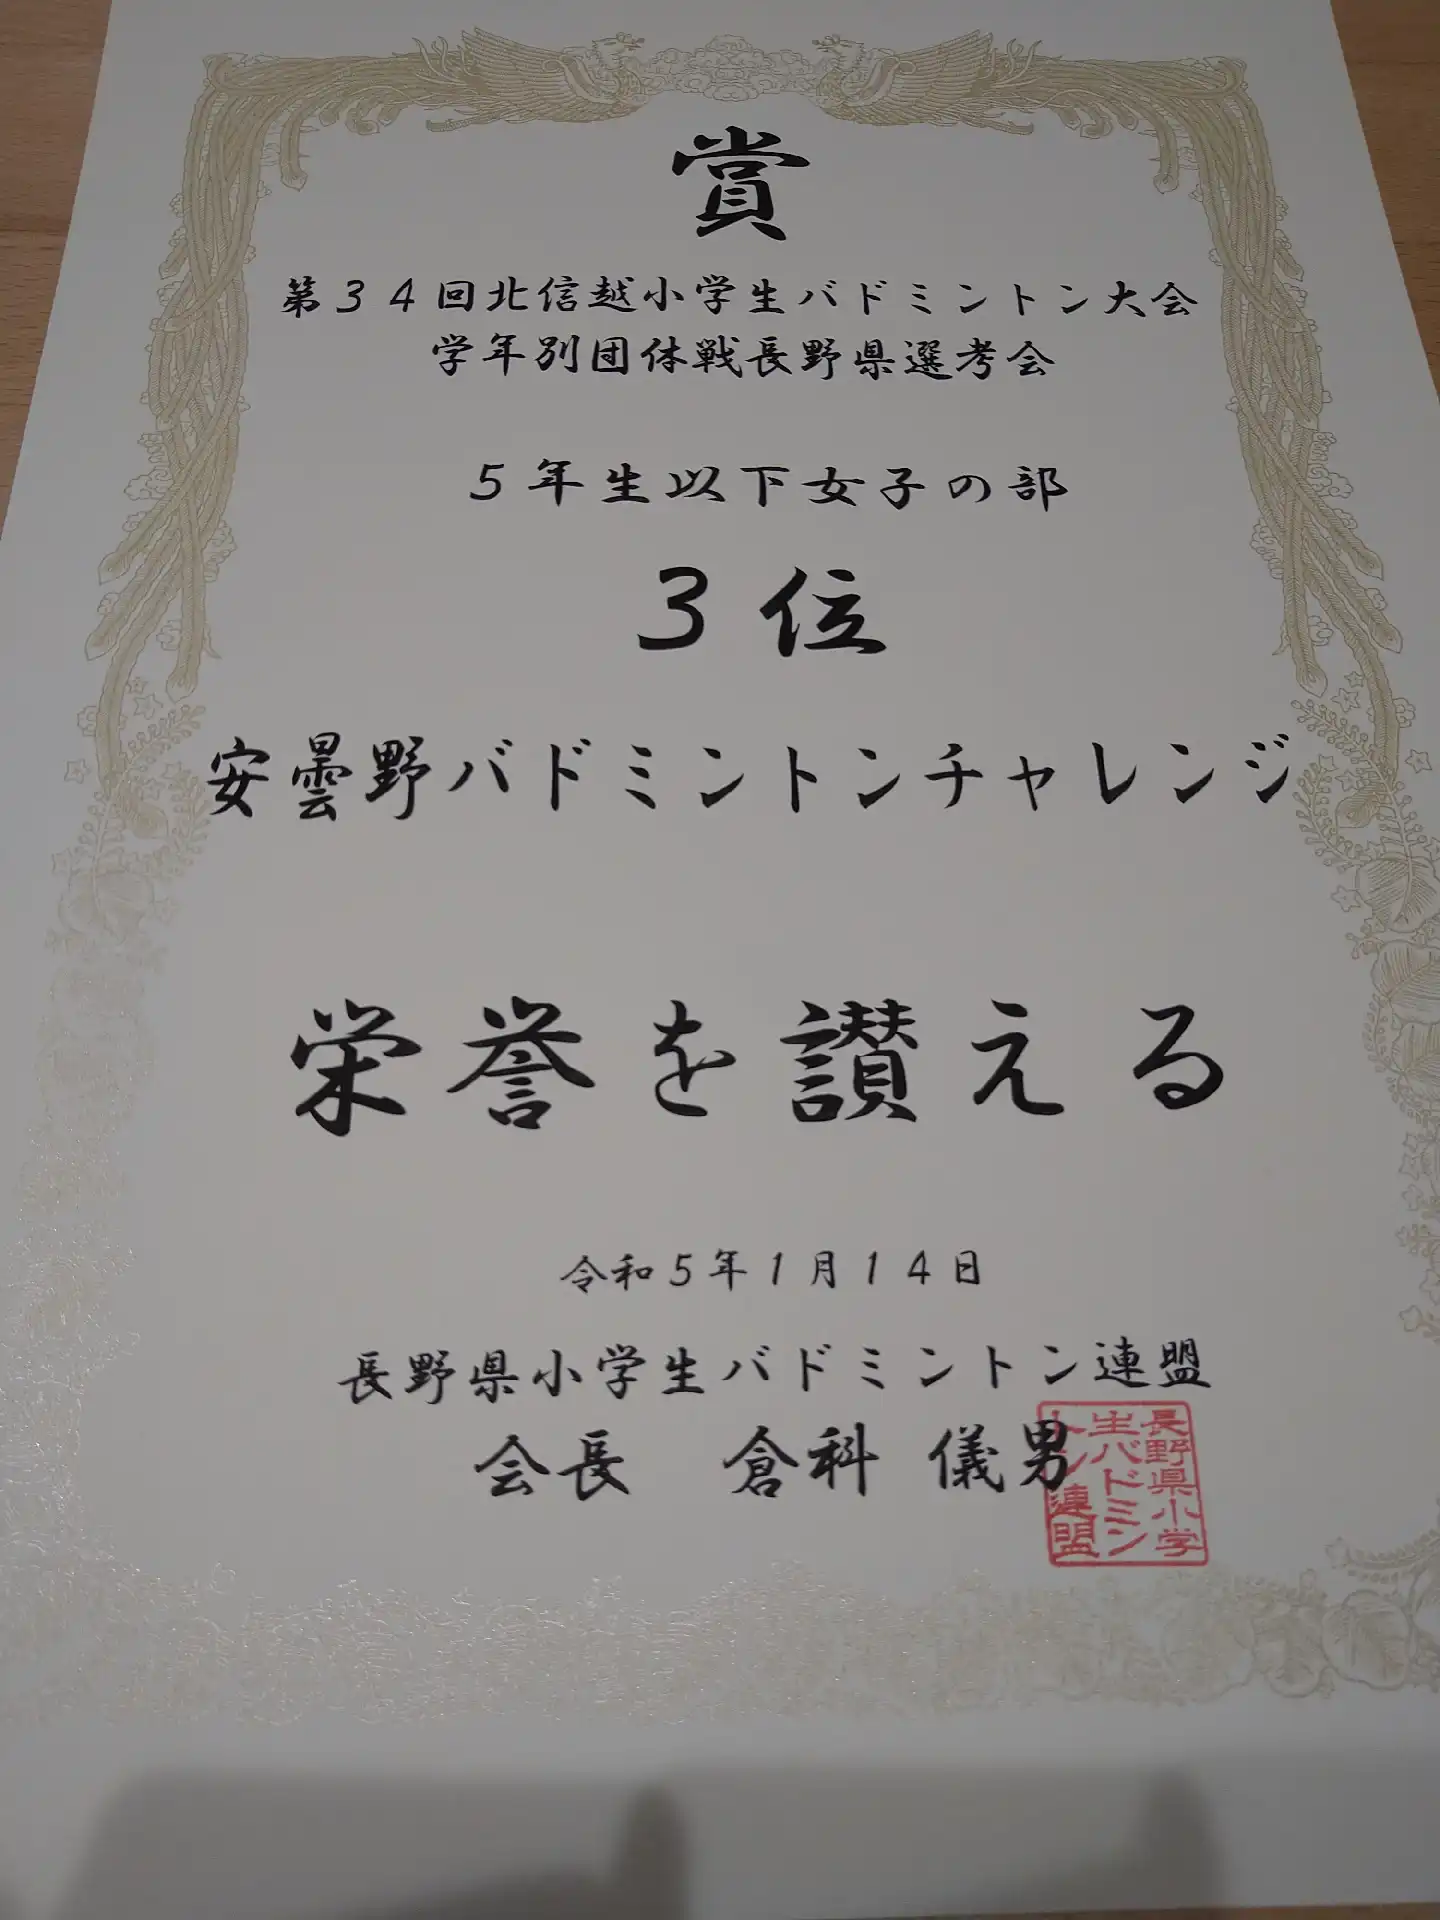 賞
第34回北信越小学生バドミントン大会
学年別団体戦長野県選考会
5年生以下女子の部
3位
安曇野バドミントンチャレンジ
栄誉を讃える
令和5年1月14日
長野県小学生バドミントン連盟
会長 倉科 儀男
長野県小学
生バドミン
トン連盟